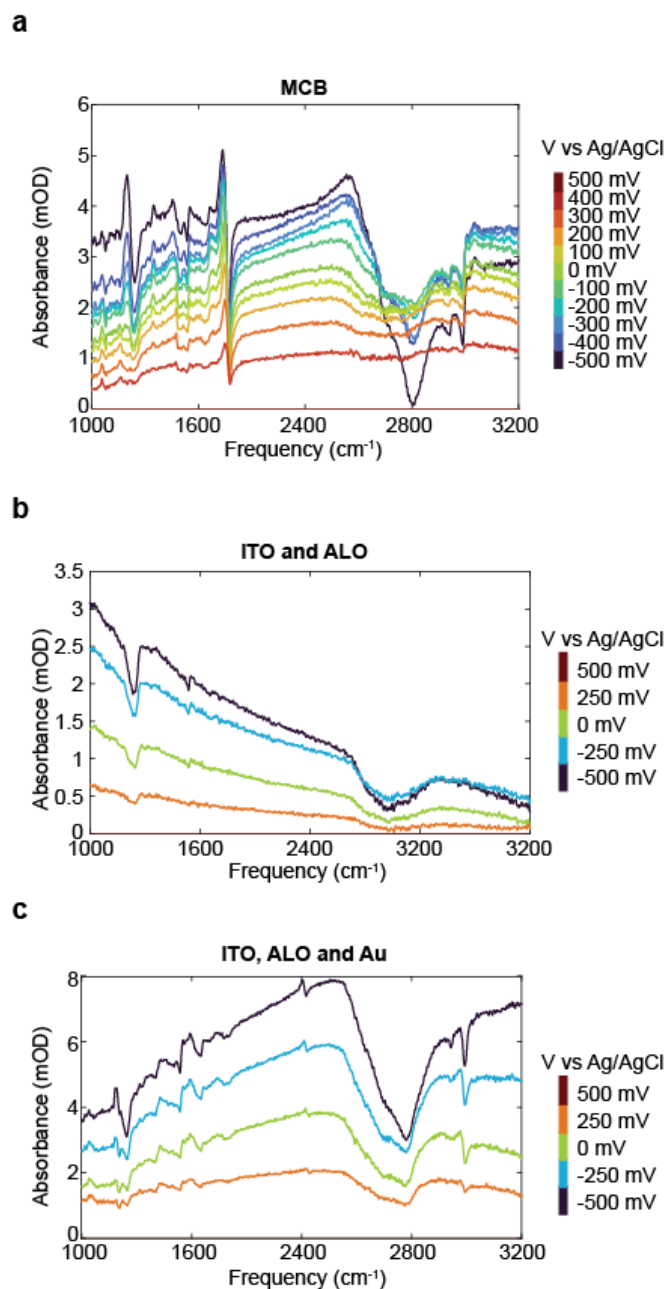 a
MCB
6
5
4
3
2
1
0
Absorbance (mOD)
1000 1600 2400 2800 3200
Frequency (cm-1)
V vs Ag/AgCl
500 mV
400 mV
300 mV
200 mV
100 mV
0 mV
-100 mV
-200 mV
-300 mV
-400 mV
-500 mV
b
ITO and ALO
3.5
3
2.5
2
1.5
1
0.5
0
Absorbance (mOD)
1000 1600 2400 3200 3200
Frequency (cm-1)
V vs Ag/AgCl
500 mV
250 mV
0 mV
-250 mV
-500 mV
c
ITO, ALO and Au
8
6
4
2
0
Absorbance (mOD)
1000 1600 2400 2800 3200
Frequency (cm-1)
V vs Ag/AgCl
500 mV
250 mV
0 mV
-250 mV
-500 mV